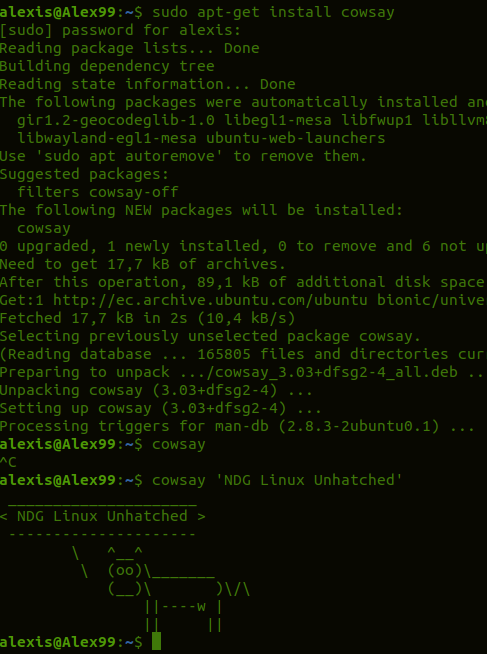 alexis@Alex99:~$ sudo apt-get install cowsay
[sudo] password for alexis:
Reading package lists... Done
Building dependency tree
Reading state information... Done
The following packages were automatically installed and
  gir1.2-geocodeglib-1.0 libegl1-mesa libfwup1 libllvm8
  libwayland-egl1-mesa ubuntu-web-launchers
Use 'sudo apt autoremove' to remove them.
Suggested packages:
  filters cowsay-off
The following NEW packages will be installed:
  cowsay
0 upgraded, 1 newly installed, 0 to remove and 6 not up
Need to get 17,7 kB of archives.
After this operation, 89,1 kB of additional disk space
Get:1 http://ec.archive.ubuntu.com/ubuntu bionic/unive
Fetched 17,7 kB in 2s (10,4 kB/s)
Selecting previously unselected package cowsay.
(Reading database ... 165805 files and directories cur
Preparing to unpack .../cowsay_3.03+dfsg2-4_all.deb ..
Unpacking cowsay (3.03+dfsg2-4) ...
Setting up cowsay (3.03+dfsg2-4) ...
Processing triggers for man-db (2.8.3-2ubuntu0.1) ...
alexis@Alex99:~$ cowsay
^C
alexis@Alex99:~$ cowsay 'NDG Linux Unhatched'
 _____________________
< NDG Linux Unhatched >
 ---------------------
        \   ^__^
         \  (oo)\_______
            (__)\       )\/\
                ||----w |
                ||     ||
alexis@Alex99:~$